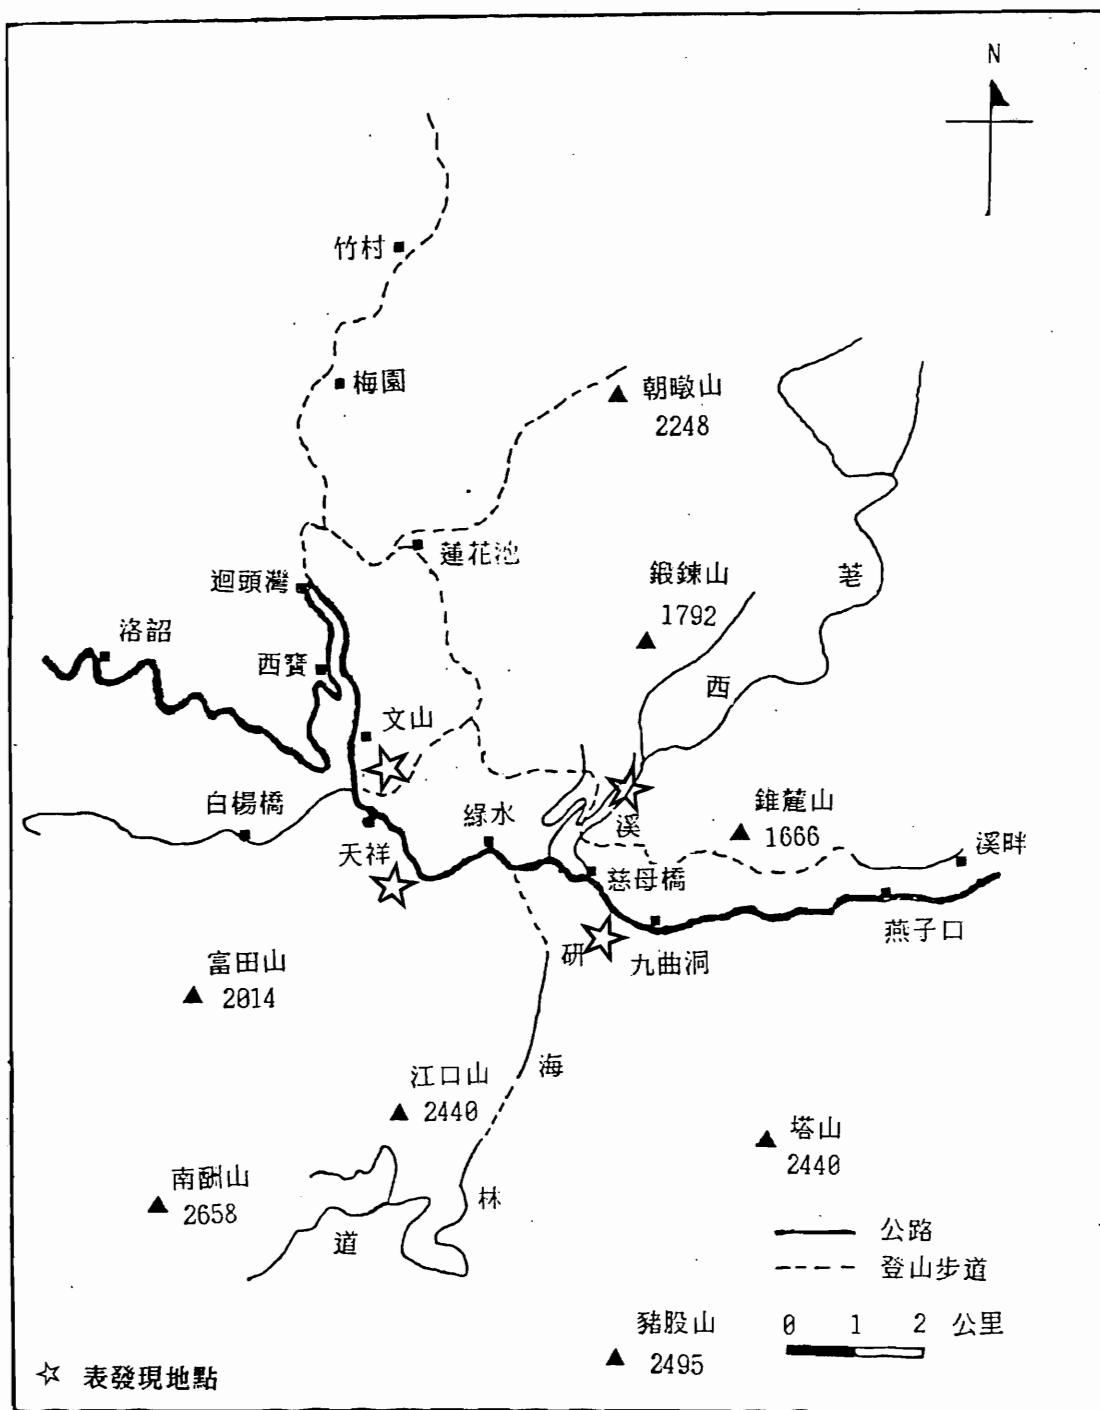 N
竹村
梅園
朝暾山
2248
蓮花池
迴頭灣
鍛鍊山
1792
荖
洛韶
西寶
西
文山
白楊橋
綠水
溪
錐麓山
1666
溪畔
天祥
慈母橋
燕子口
研
九曲洞
富田山
2014
海
江口山
2440
塔山
2440
南酬山
2658
林
道
公路
登山步道
豬股山
2495
0 1 2 公里
☆ 表發現地點